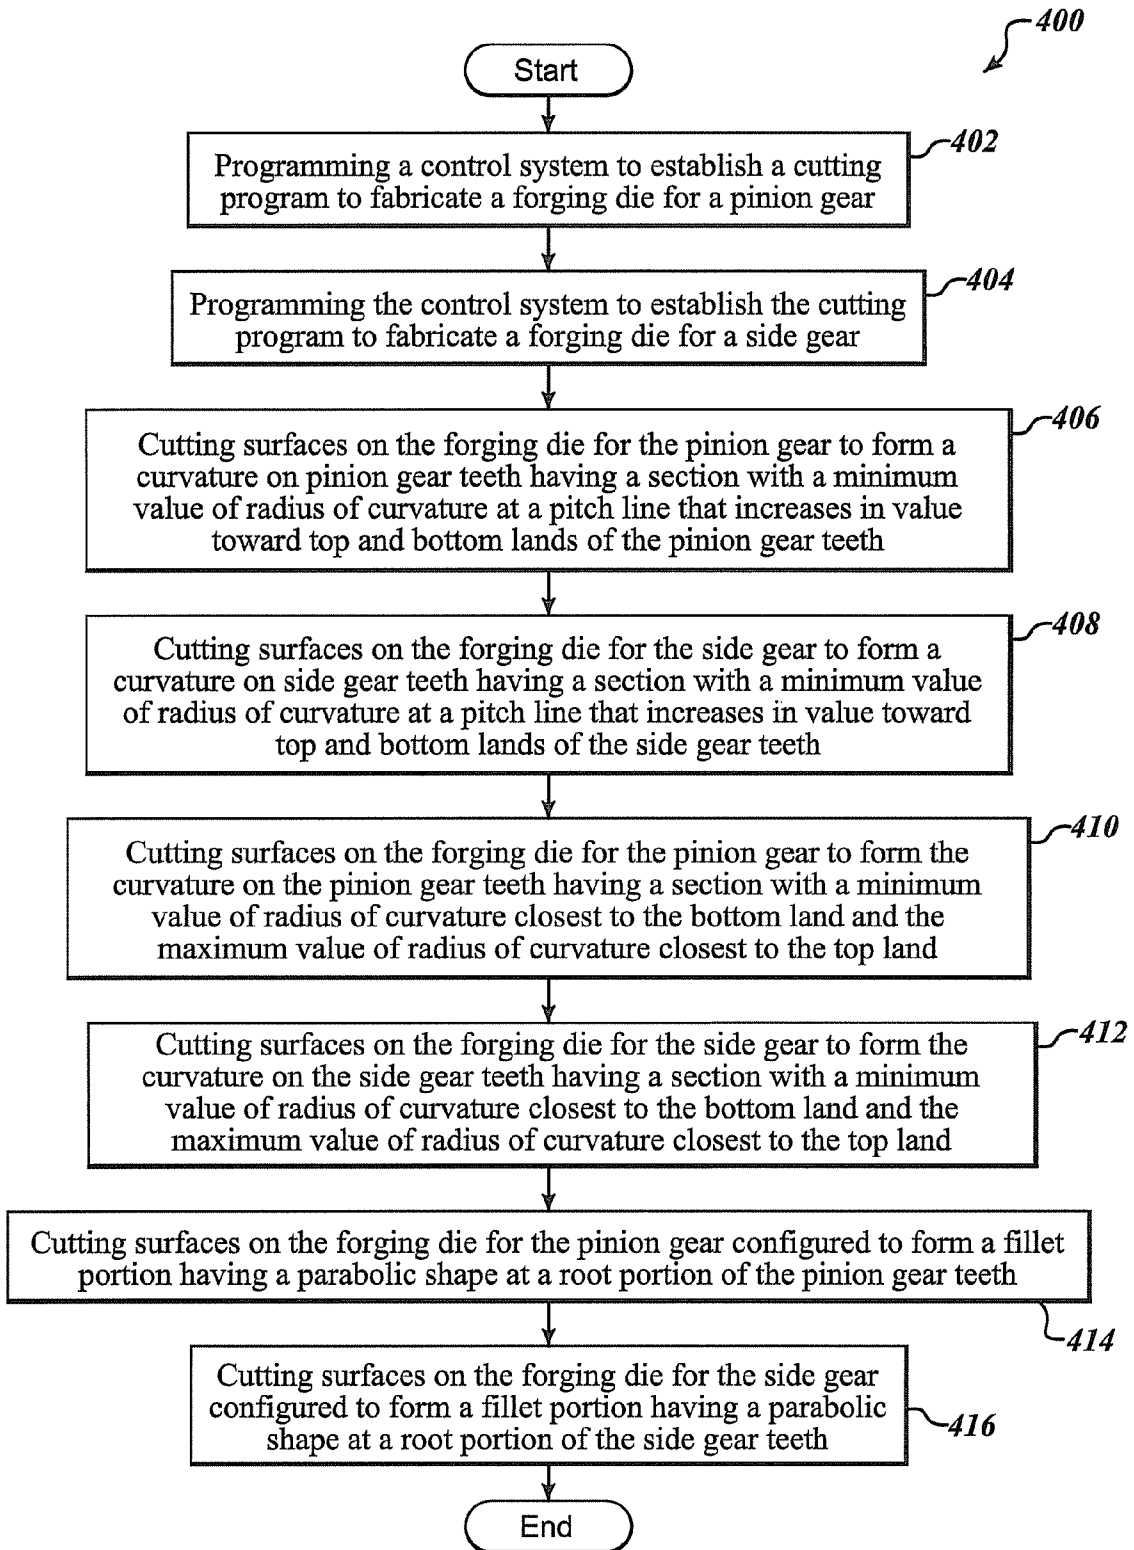 400
Start
402
Programming a control system to establish a cutting
program to fabricate a forging die for a pinion gear
404
Programming the control system to establish the cutting
program to fabricate a forging die for a side gear
406
Cutting surfaces on the forging die for the pinion gear to form a
curvature on pinion gear teeth having a section with a minimum
value of radius of curvature at a pitch line that increases in value
toward top and bottom lands of the pinion gear teeth
408
Cutting surfaces on the forging die for the side gear to form a
curvature on side gear teeth having a section with a minimum value
of radius of curvature at a pitch line that increases in value toward
top and bottom lands of the side gear teeth
410
Cutting surfaces on the forging die for the pinion gear to form the
curvature on the pinion gear teeth having a section with a minimum
value of radius of curvature closest to the bottom land and the
maximum value of radius of curvature closest to the top land
412
Cutting surfaces on the forging die for the side gear to form the
curvature on the side gear teeth having a section with a minimum
value of radius of curvature closest to the bottom land and the
maximum value of radius of curvature closest to the top land
Cutting surfaces on the forging die for the pinion gear configured to form a fillet
portion having a parabolic shape at a root portion of the pinion gear teeth
414
Cutting surfaces on the forging die for the side gear
configured to form a fillet portion having a parabolic
shape at a root portion of the side gear teeth
416
End